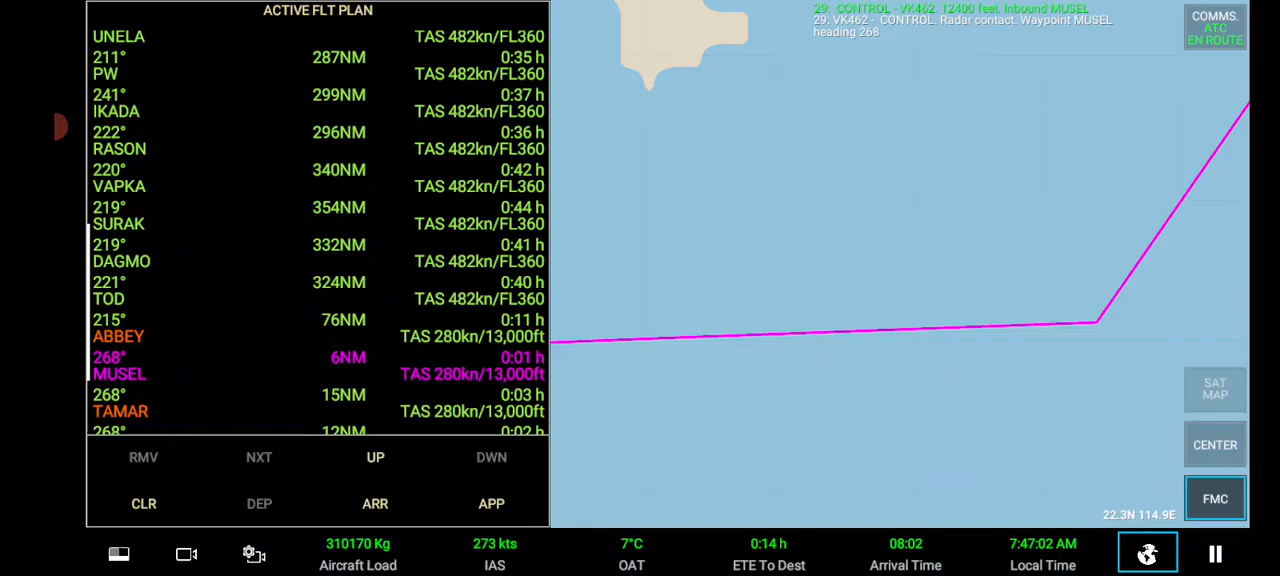 ACTIVE FLT PLAN
UNELA TAS 482kn/FL360
211° 287NM 0:35 h
PW TAS 482kn/FL360
241° 299NM 0:37 h
IKADA TAS 482kn/FL360
222° 296NM 0:36 h
RASON TAS 482kn/FL360
220° 340NM 0:42 h
VAPKA TAS 482kn/FL360
219° 354NM 0:44 h
SURAK TAS 482kn/FL360
219° 332NM 0:41 h
DAGMO TAS 482kn/FL360
221° 324NM 0:40 h
TOD TAS 482kn/FL360
215° 76NM 0:11 h
ABBEY TAS 280kn/13,000ft
268° 6NM 0:01 h
MUSEL TAS 280kn/13,000ft
268° 15NM 0:03 h
TAMAR TAS 280kn/13,000ft
268° 12NM 0:02 h
RMV NXT UP DWN
CLR DEP ARR APP
29: CONTROL - VK462. 12400 feet. Inbound MUSEL
29: VK462 - CONTROL. Radar contact. Waypoint MUSEL
heading 268
COMMS.
ATC
EN ROUTE
SAT
MAP
CENTER
FMC
22.3N 114.9E
310170 Kg 273 kts 7°C 0:14 h 08:02 7:47:02 AM
Aircraft Load IAS OAT ETE To Dest Arrival Time Local Time